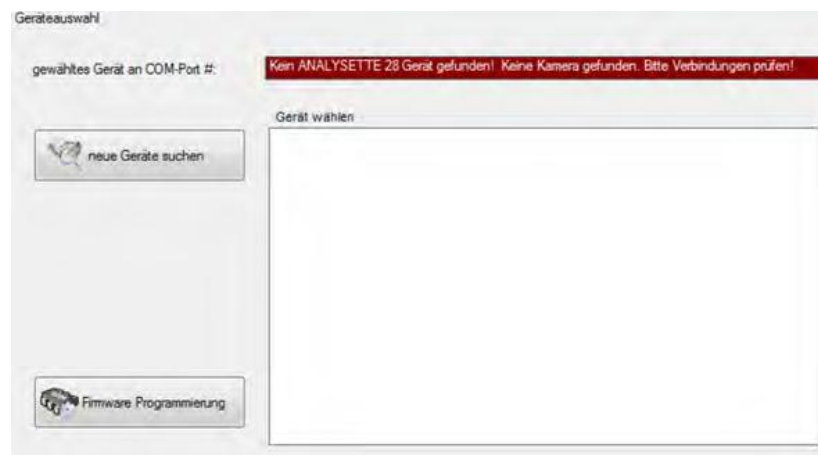 Geräteauswahl
gewähltes Gerät an COM-Port #:
Kein ANALYSETTE 28 Gerät gefunden! Keine Kamera gefunden. Bitte Verbindungen prüfen!
Gerät wählen
neue Geräte suchen
Firmware Programmierung